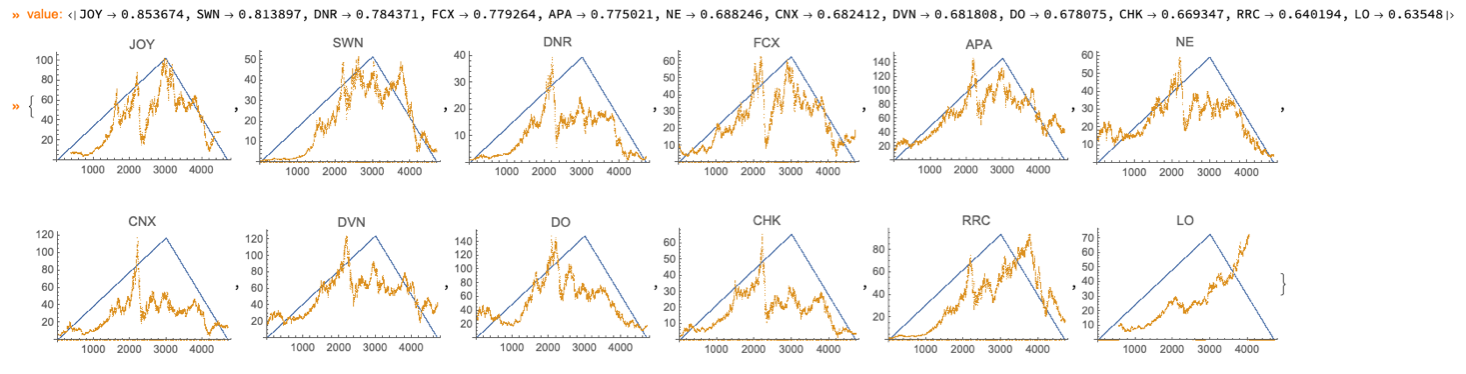 » value: <| JOY → 0.853674, SWN → 0.813897, DNR → 0.784371, FCX → 0.779264, APA → 0.775021, NE → 0.688246, CNX → 0.682412, DVN → 0.681808, DO → 0.678075, CHK → 0.669347, RRC → 0.640194, LO → 0.63548 |>
JOY SWN DNR FCX APA NE
» { , , , , , ,
100 80 60 40 20
1000 2000 3000 4000
50 40 30 20 10
1000 2000 3000 4000
40 30 20 10
1000 2000 3000 4000
60 50 40 30 20 10
1000 2000 3000 4000
140 120 100 80 60 40 20
1000 2000 3000 4000
60 50 40 30 20 10
1000 2000 3000 4000
CNX DVN DO CHK RRC LO
, , , , , }
120 100 80 60 40 20
1000 2000 3000 4000
120 100 80 60 40 20
1000 2000 3000 4000
140 120 100 80 60 40 20
1000 2000 3000 4000
60 50 40 30 20 10
1000 2000 3000 4000
80 60 40 20
1000 2000 3000 4000
70 60 50 40 30 20 10
1000 2000 3000 4000